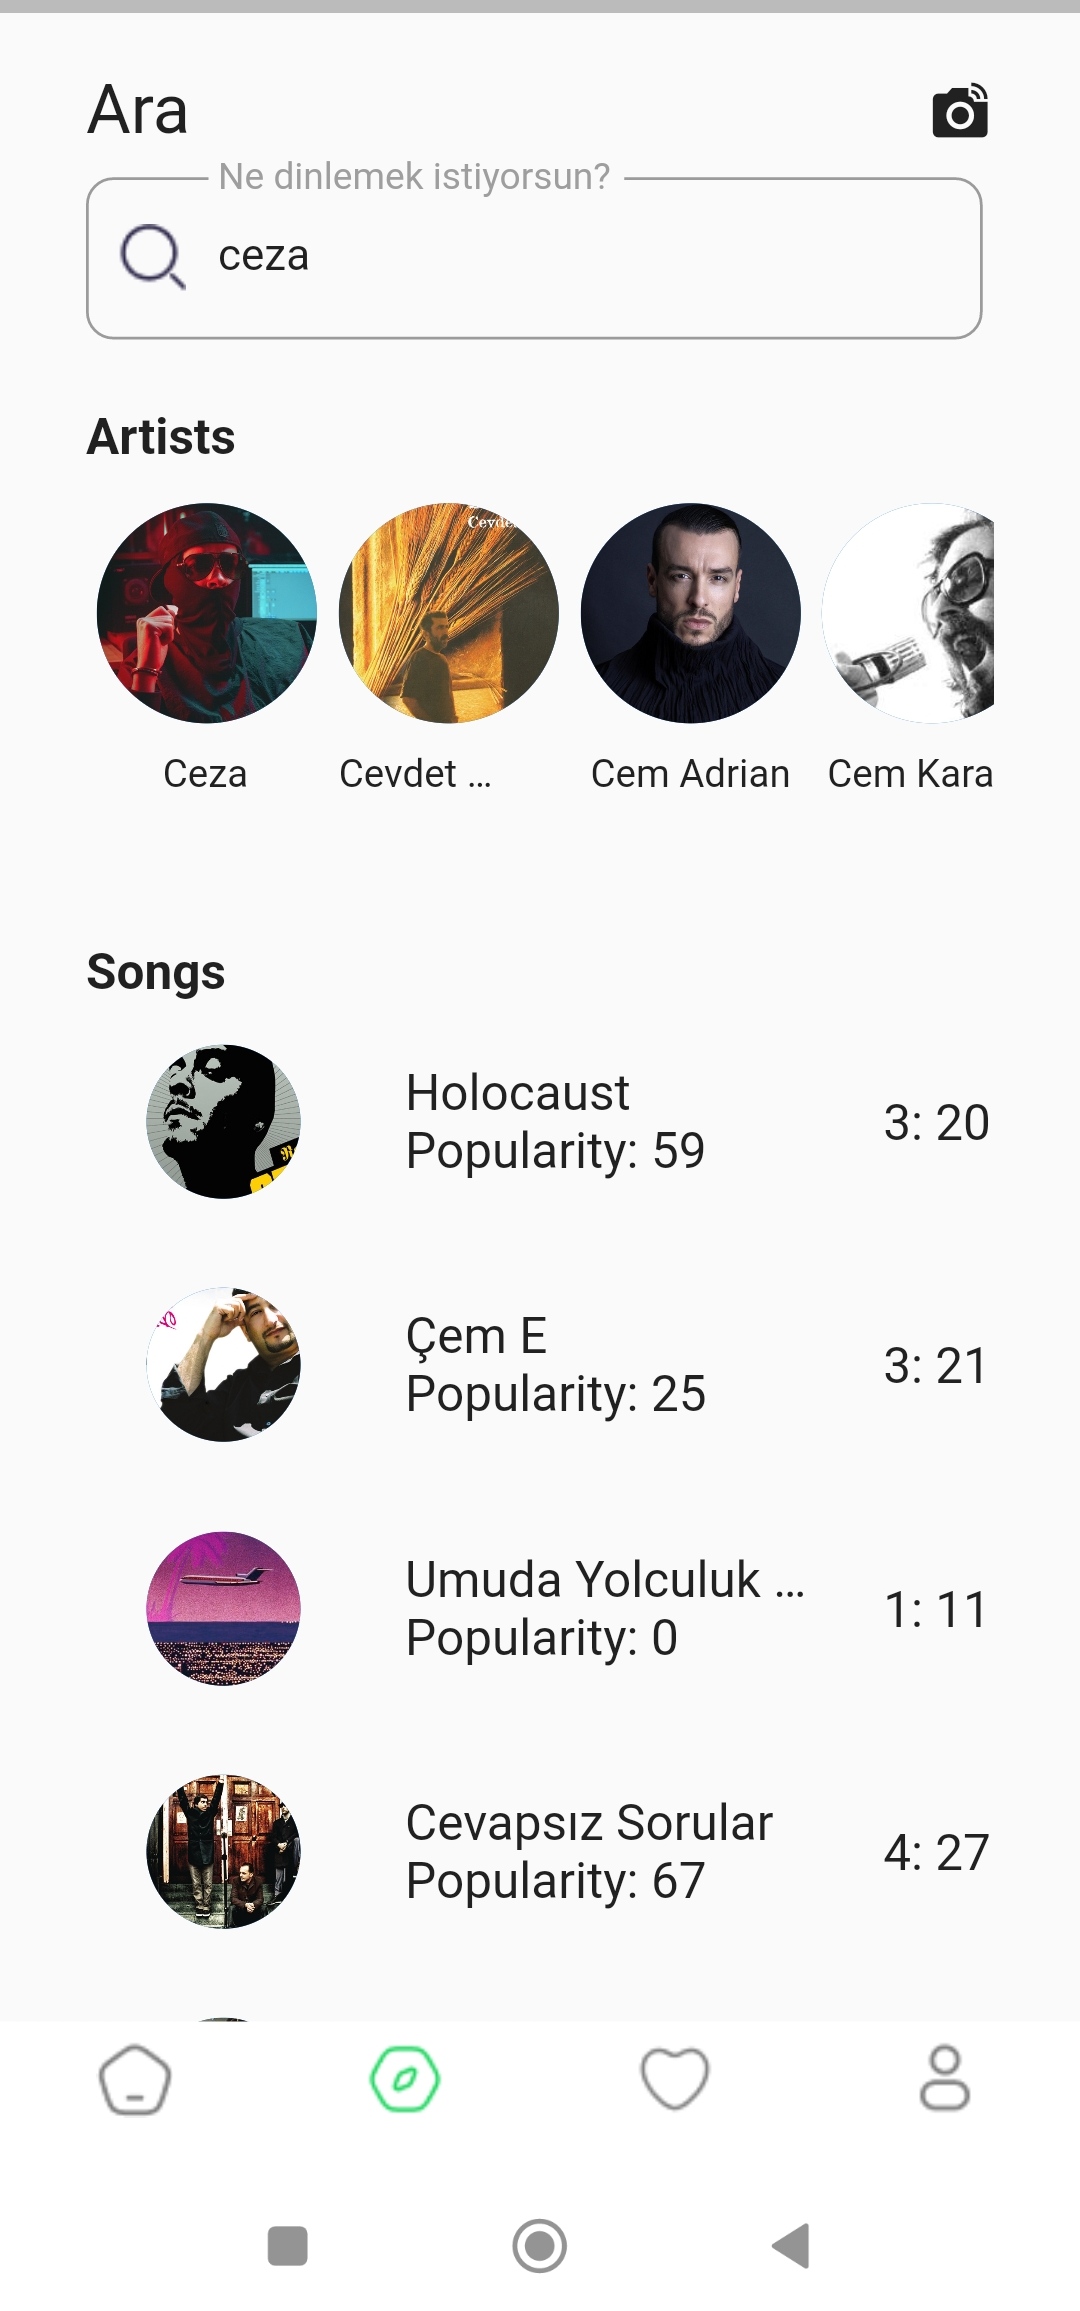 Ara
Ne dinlemek istiyorsun?
ceza
Artists
Ceza
Cevdet ...
Cem Adrian
Cem Kara
Songs
Holocaust
Popularity: 59
3: 20
Çem E
Popularity: 25
3: 21
Umuda Yolculuk ...
Popularity: 0
1: 11
Cevapsız Sorular
Popularity: 67
4: 27